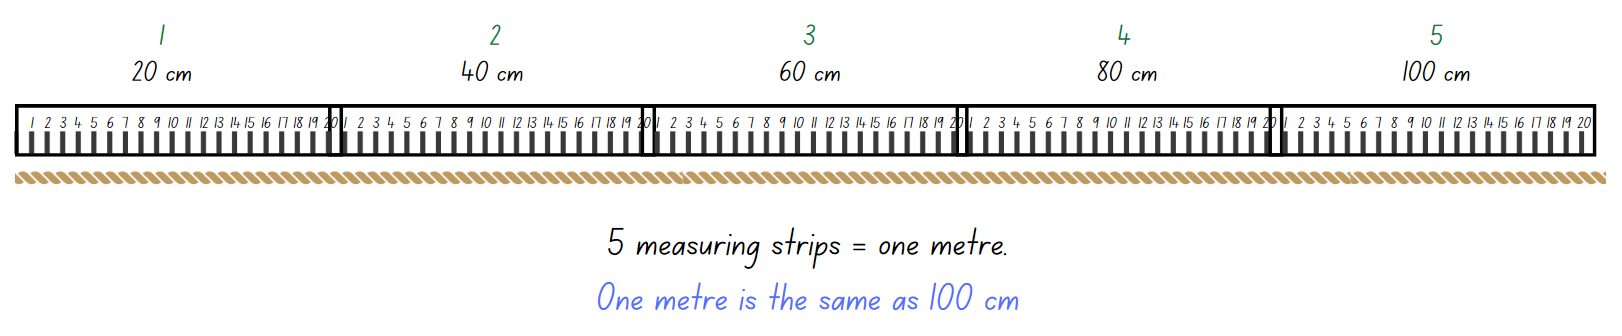 1 2 3 4 5
20 cm 40 cm 60 cm 80 cm 100 cm
1 2 3 4 5 6 7 8 9 10 11 12 13 14 15 16 17 18 19 20 1 2 3 4 5 6 7 8 9 10 11 12 13 14 15 16 17 18 19 20 1 2 3 4 5 6 7 8 9 10 11 12 13 14 15 16 17 18 19 20 1 2 3 4 5 6 7 8 9 10 11 12 13 14 15 16 17 18 19 20 1 2 3 4 5 6 7 8 9 10 11 12 13 14 15 16 17 18 19 20
5 measuring strips = one metre.
One metre is the same as 100 cm